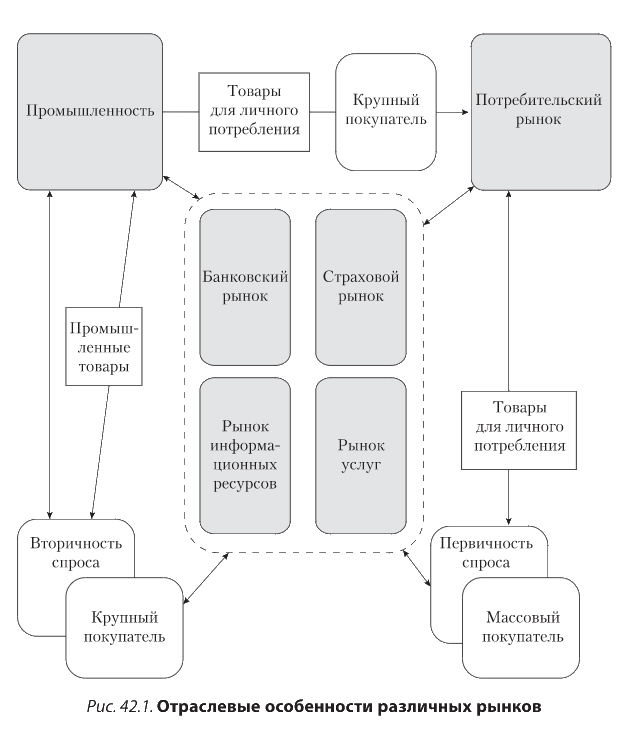 Промышленность
Товары
для личного
потребления
Крупный
покупатель
Потребительский
рынок
Банковский
рынок
Страховой
рынок
Промыш-
ленные
товары
Рынок
информа-
ционных
ресурсов
Рынок
услуг
Товары
для личного
потребления
Вторичность
спроса
Крупный
покупатель
Первичность
спроса
Массовый
покупатель
Рис. 42.1. Отраслевые особенности различных рынков